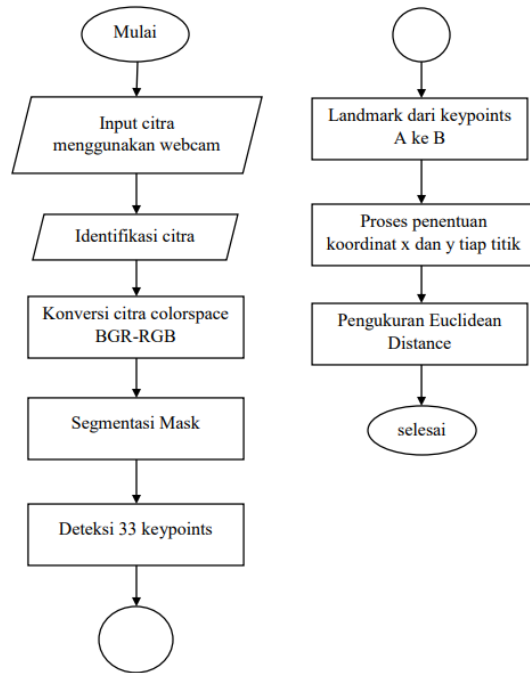 Mulai
Input citra
menggunakan webcam
Identifikasi citra
Konversi citra colorspace
BGR-RGB
Segmentasi Mask
Deteksi 33 keypoints
Landmark dari keypoints
A ke B
Proses penentuan
koordinat x dan y tiap titik
Pengukuran Euclidean
Distance
selesai